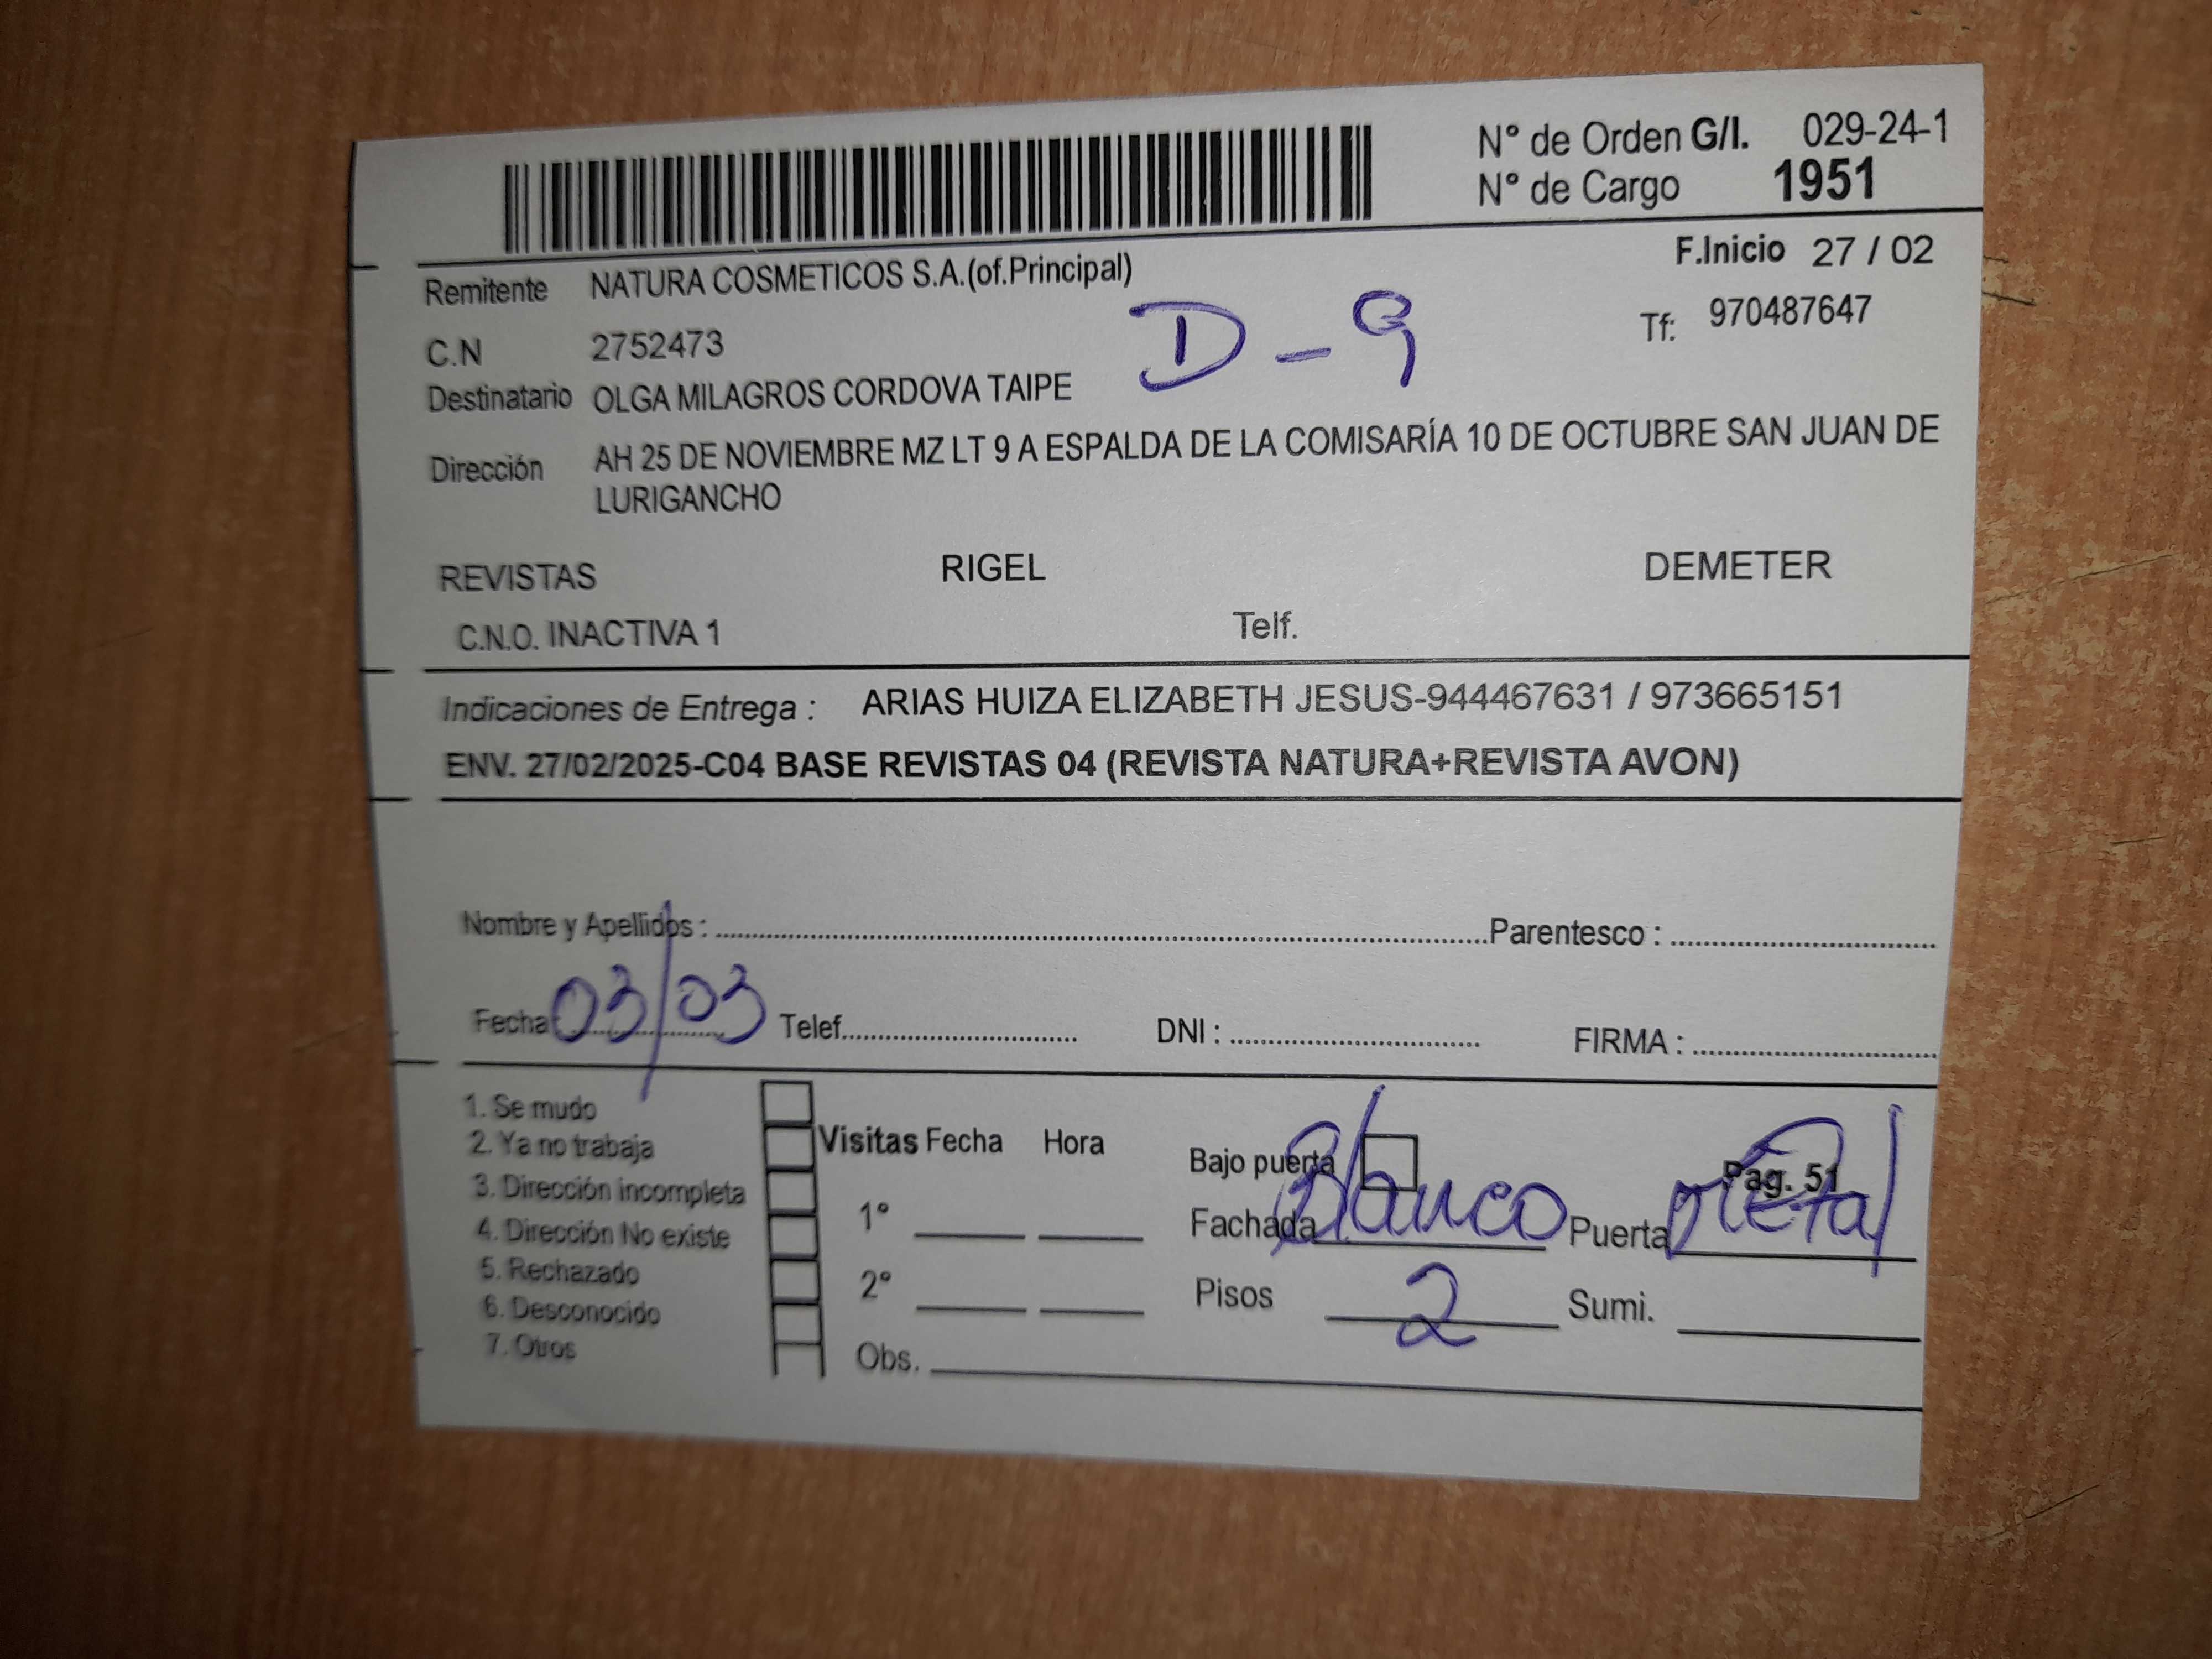 N° de Orden G/I. 029-24-1
N° de Cargo 1951
F.Inicio 27 / 02
Remitente NATURA COSMETICOS S.A.(of.Principal)
Tf: 970487647
C.N 2752473
D - 9
Destinatario OLGA MILAGROS CORDOVA TAIPE
Dirección AH 25 DE NOVIEMBRE MZ LT 9 A ESPALDA DE LA COMISARÍA 10 DE OCTUBRE SAN JUAN DE
LURIGANCHO
REVISTAS RIGEL DEMETER
C.N.O. INACTIVA 1 Telf.
Indicaciones de Entrega : ARIAS HUIZA ELIZABETH JESUS-944467631 / 973665151
ENV. 27/02/2025-C04 BASE REVISTAS 04 (REVISTA NATURA+REVISTA AVON)
Nombre y Apellidos : Parentesco :
Fecha 03/03 Telef. DNI : FIRMA :
1. Se mudo
2. Ya no trabaja
3. Dirección incompleta
4. Dirección No existe
5. Rechazado
6. Desconocido
7. Otros
Visitas Fecha Hora
1°
2°
Obs.
Bajo puerta Pag. 51
Fachada Blanco Puerta metal
Pisos 2 Sumi.